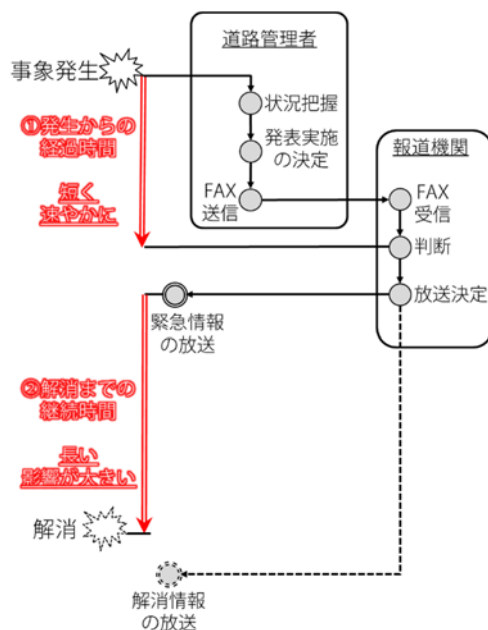 道路管理者
事象発生
状況把握
①発生からの
経過時間
発表実施
の決定
報道機関
短く
速やかに
FAX
送信
FAX
受信
判断
放送決定
緊急情報
の放送
②解消までの
継続時間
長い
影響が大きい
解消
解消情報
の放送